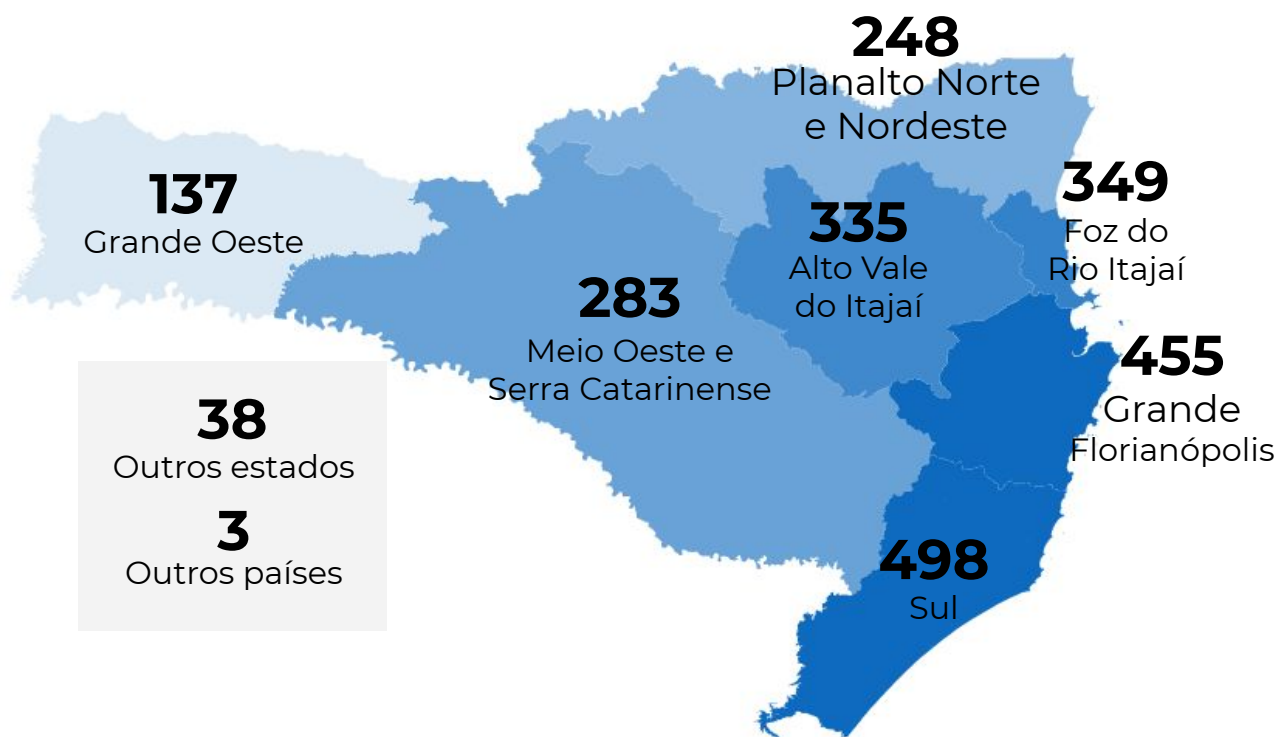 248
Planalto Norte
e Nordeste
137
Grande Oeste
349
Foz do
Rio Itajaí
335
Alto Vale
do Itajaí
283
Meio Oeste e
Serra Catarinense
455
Grande
Florianópolis
38
Outros estados
3
Outros países
498
Sul